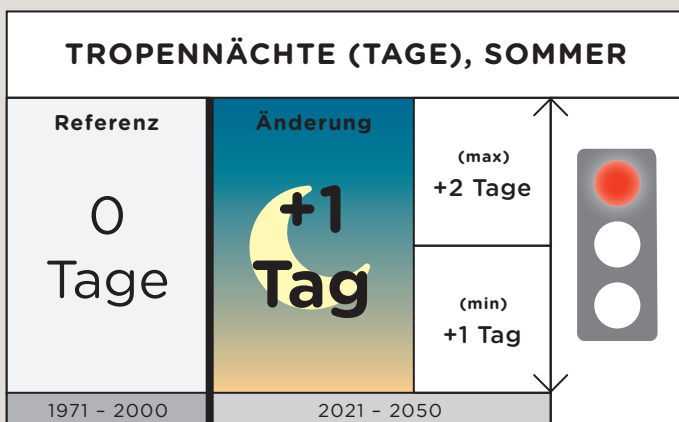 TROPENNÄCHTE (TAGE), SOMMER
Referenz
0
Tage
Änderung
+1
Tag
(max)
+2 Tage
(min)
+1 Tag
1971 – 2000
2021 – 2050